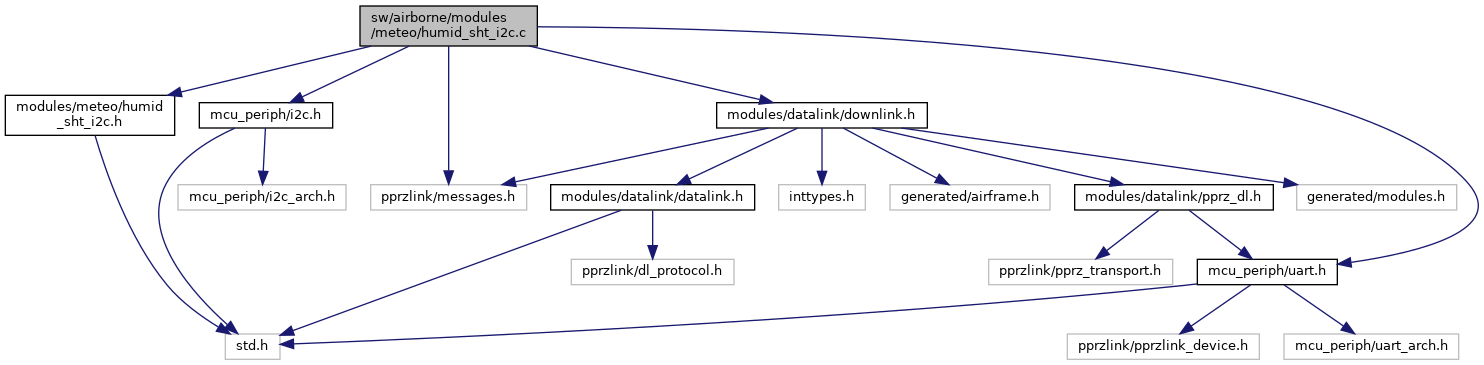 sw/airborne/modules
/meteo/humid_sht_i2c.c
modules/meteo/humid
_sht_i2c.h
mcu_periph/i2c.h
modules/datalink/downlink.h
mcu_periph/i2c_arch.h
pprzlink/messages.h
modules/datalink/datalink.h
inttypes.h
generated/airframe.h
modules/datalink/pprz_dl.h
generated/modules.h
pprzlink/dl_protocol.h
pprzlink/pprz_transport.h
mcu_periph/uart.h
std.h
pprzlink/pprzlink_device.h
mcu_periph/uart_arch.h